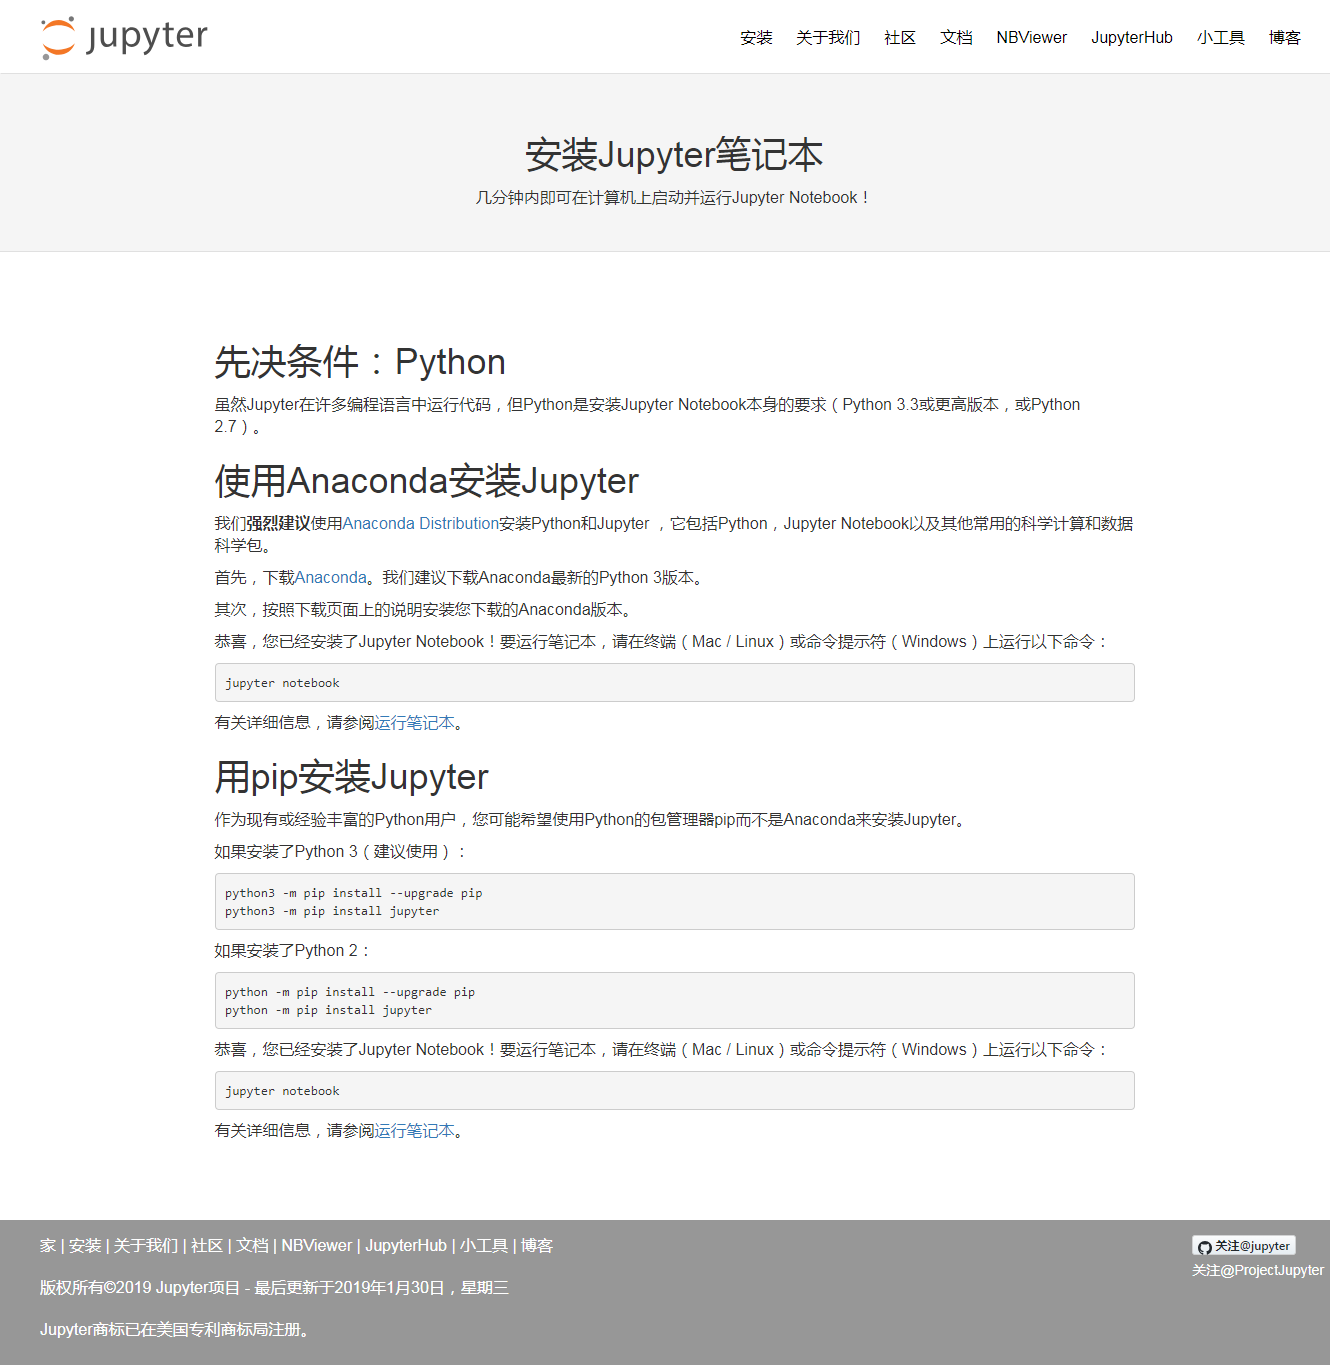 jupyter
安装 关于我们 社区 文档 NBViewer JupyterHub 小工具 博客
安装Jupyter笔记本
几分钟内即可在计算机上启动并运行Jupyter Notebook！
先决条件：Python
虽然Jupyter在许多编程语言中运行代码，但Python是安装Jupyter Notebook本身的要求（Python 3.3或更高版本，或Python
2.7）。
使用Anaconda安装Jupyter
我们强烈建议使用Anaconda Distribution安装Python和Jupyter ，它包括Python，Jupyter Notebook以及其他常用的科学计算和数据
科学包。
首先，下载Anaconda。我们建议下载Anaconda最新的Python 3版本。
其次，按照下载页面上的说明安装您下载的Anaconda版本。
恭喜，您已经安装了Jupyter Notebook！要运行笔记本，请在终端（Mac / Linux）或命令提示符（Windows）上运行以下命令：
jupyter notebook
有关详细信息，请参阅运行笔记本。
用pip安装Jupyter
作为现有或经验丰富的Python用户，您可能希望使用Python的包管理器pip而不是Anaconda来安装Jupyter。
如果安装了Python 3（建议使用）：
python3 -m pip install --upgrade pip
python3 -m pip install jupyter
如果安装了Python 2：
python -m pip install --upgrade pip
python -m pip install jupyter
恭喜，您已经安装了Jupyter Notebook！要运行笔记本，请在终端（Mac / Linux）或命令提示符（Windows）上运行以下命令：
jupyter notebook
有关详细信息，请参阅运行笔记本。
家 | 安装 | 关于我们 | 社区 | 文档 | NBViewer | JupyterHub | 小工具 | 博客
关注@jupyter
关注@ProjectJupyter
版权所有©2019 Jupyter项目 - 最后更新于2019年1月30日，星期三
Jupyter商标已在美国专利商标局注册。